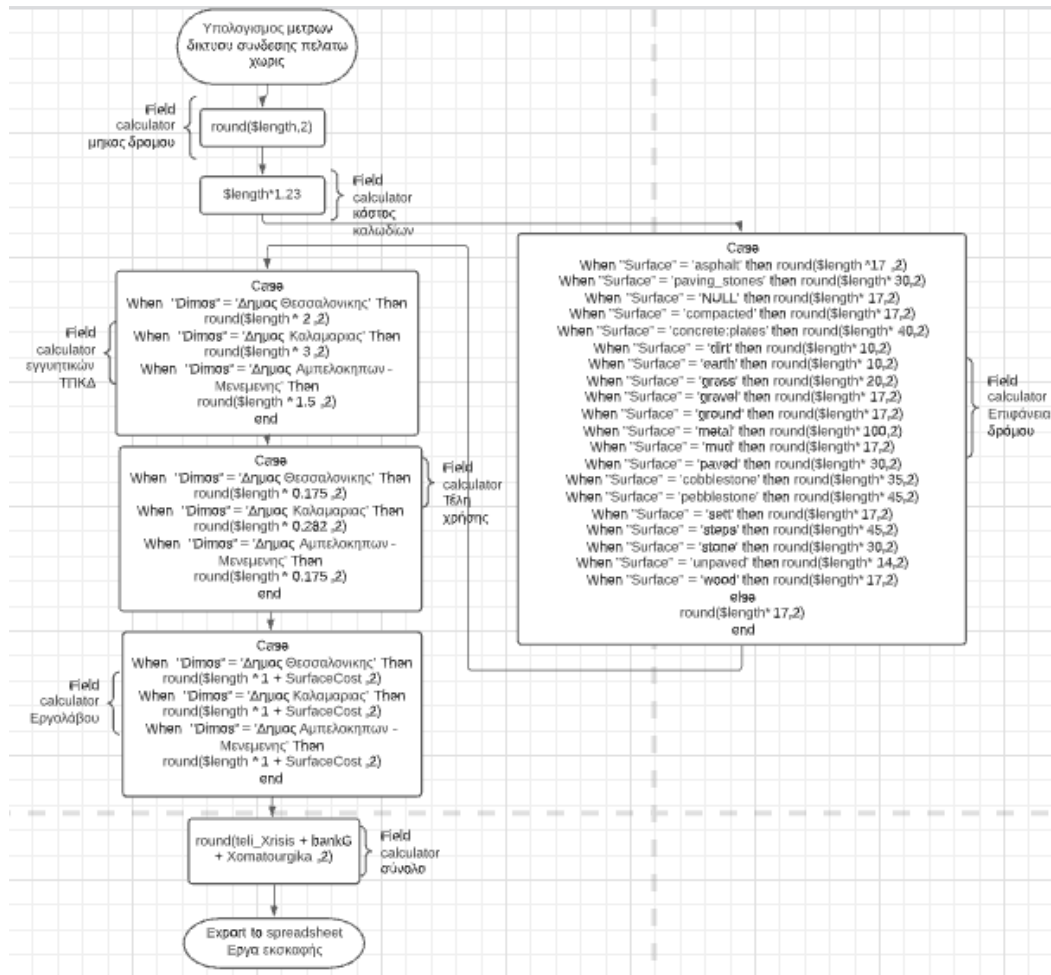 Υπολογισμος μετρων
δικτυου συνδεσης πελατω
χωρις
Field
calculator
μηκος δρομου
round($length,2)
$length*1.23
Field
calculator
κόστος
καλωδίων
Case
When "Surface" = 'asphalt' then round($length *17 ,2)
When "Surface" = 'paving_stones' then round($length* 30,2)
When "Surface" = 'NULL' then round($length* 17,2)
When "Surface" = 'compacted' then round($length* 17,2)
When "Surface" = 'concrete:plates' then round($length* 40,2)
When "Surface" = 'dirt' then round($length* 10,2)
When "Surface" = 'earth' then round($length* 10,2)
When "Surface" = 'grass' then round($length* 20,2)
When "Surface" = 'gravel' then round($length* 17,2)
When "Surface" = 'ground' then round($length* 17,2)
When "Surface" = 'metal' then round($length* 100,2)
When "Surface" = 'mud' then round($length* 17,2)
When "Surface" = 'paved' then round($length* 30,2)
When "Surface" = 'cobblestone' then round($length* 35,2)
When "Surface" = 'pebblestone' then round($length* 45,2)
When "Surface" = 'sett' then round($length* 17,2)
When "Surface" = 'steps' then round($length* 45,2)
When "Surface" = 'stone' then round($length* 30,2)
When "Surface" = 'unpaved' then round($length* 14,2)
When "Surface" = 'wood' then round($length* 17,2)
else
round($length* 17,2)
end
Field
calculator
Επιφάνεια
δρόμου
Field
calculator
εγγυητικών
ΤΠΚΔ
Case
When "Dimos" = 'Δημος Θεσσαλονικης' Then
round($length * 2 ,2)
When "Dimos" = 'Δημος Καλαμαριας' Then
round($length * 3 ,2)
When "Dimos" = 'Δημος Αμπελοκηπων -
Μενεμενης' Then
round($length * 1.5 ,2)
end
Case
When "Dimos" = 'Δημος Θεσσαλονικης' Then
round($length * 0.175 ,2)
When "Dimos" = 'Δημος Καλαμαριας' Then
round($length * 0.282 ,2)
When "Dimos" = 'Δημος Αμπελοκηπων -
Μενεμενης' Then
round($length * 0.175 ,2)
end
Field
calculator
Τέλη
χρήσης
Field
calculator
Εργολάβου
Case
When "Dimos" = 'Δημος Θεσσαλονικης' Then
round($length * 1 + SurfaceCost ,2)
When "Dimos" = 'Δημος Καλαμαριας' Then
round($length * 1 + SurfaceCost ,2)
When "Dimos" = 'Δημος Αμπελοκηπων -
Μενεμενης' Then
round($length * 1 + SurfaceCost ,2)
end
round(teli_Xrisis + bankG
+ Xomatourgika ,2)
Field
calculator
σύνολο
Export to spreadsheet
Εργα εκσκαφής